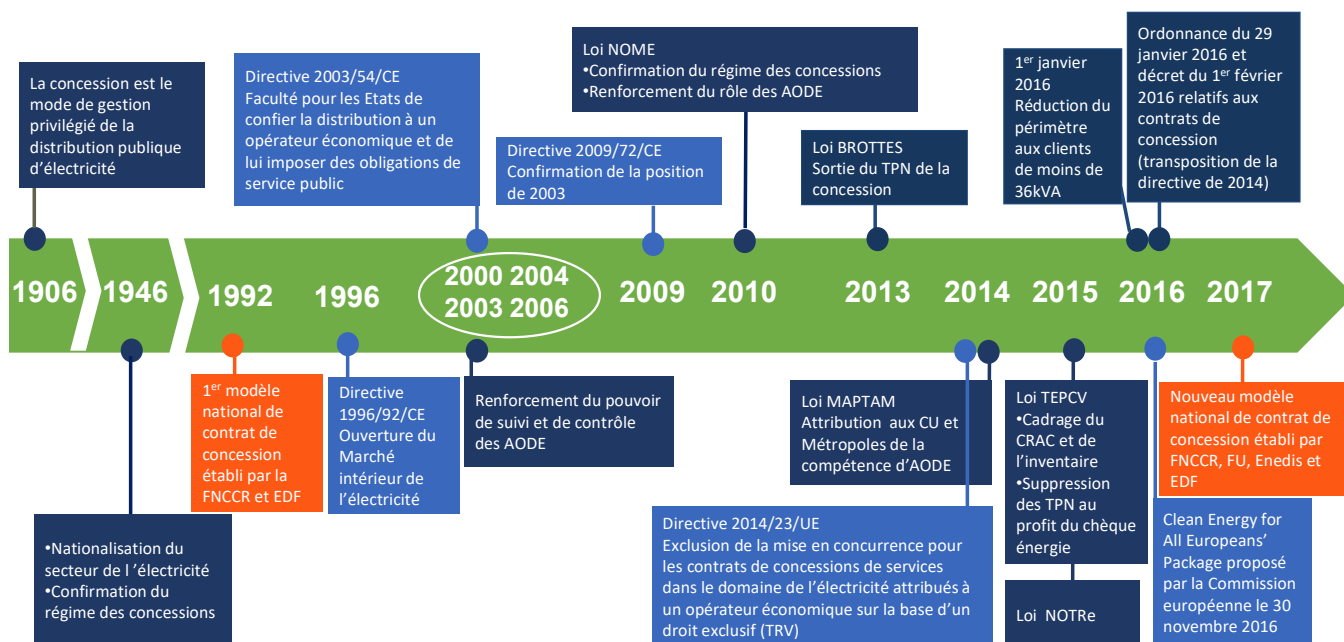 La concession est le
mode de gestion
privilégié de la
distribution publique
d'électricité
Directive 2003/54/CE
Faculté pour les Etats de
confier la distribution à un
opérateur économique et de
lui imposer des obligations de
service public
Directive 2009/72/CE
Confirmation de la position
de 2003
Loi NOME
•Confirmation du régime des concessions
•Renforcement du rôle des AODE
Loi BROTTES
Sortie du TPN de la
concession
1er janvier
2016
Réduction du
périmètre
aux clients
de moins de
36kVA
Ordonnance du 29
janvier 2016 et
décret du 1er février
2016 relatifs aux
contrats de
concession
(transposition de la
directive de 2014)
1906
1946
1992
1996
2000 2004
2003 2006
2009
2010
2013
2014
2015
2016
2017
•Nationalisation du
secteur de l 'électricité
•Confirmation du
régime des concessions
1er modèle
national de
contrat de
concession
établi par la
FNCCR et EDF
Directive
1996/92/CE
Ouverture du
Marché
intérieur de
l'électricité
Renforcement du pouvoir
de suivi et de contrôle
des AODE
Loi MAPTAM
Attribution aux CU et
Métropoles de la
compétence d'AODE
Directive 2014/23/UE
Exclusion de la mise en concurrence pour
les contrats de concessions de services
dans le domaine de l'électricité attribués à
un opérateur économique sur la base d'un
droit exclusif (TRV)
Loi TEPCV
•Cadrage du
CRAC et de
l'inventaire
•Suppression
des TPN au
profit du chèque
énergie
Loi NOTRe
Clean Energy for
All Europeans'
Package proposé
par la Commission
européenne le 30
novembre 2016
Nouveau modèle
national de contrat de
concession établi par
FNCCR, FU, Enedis et
EDF